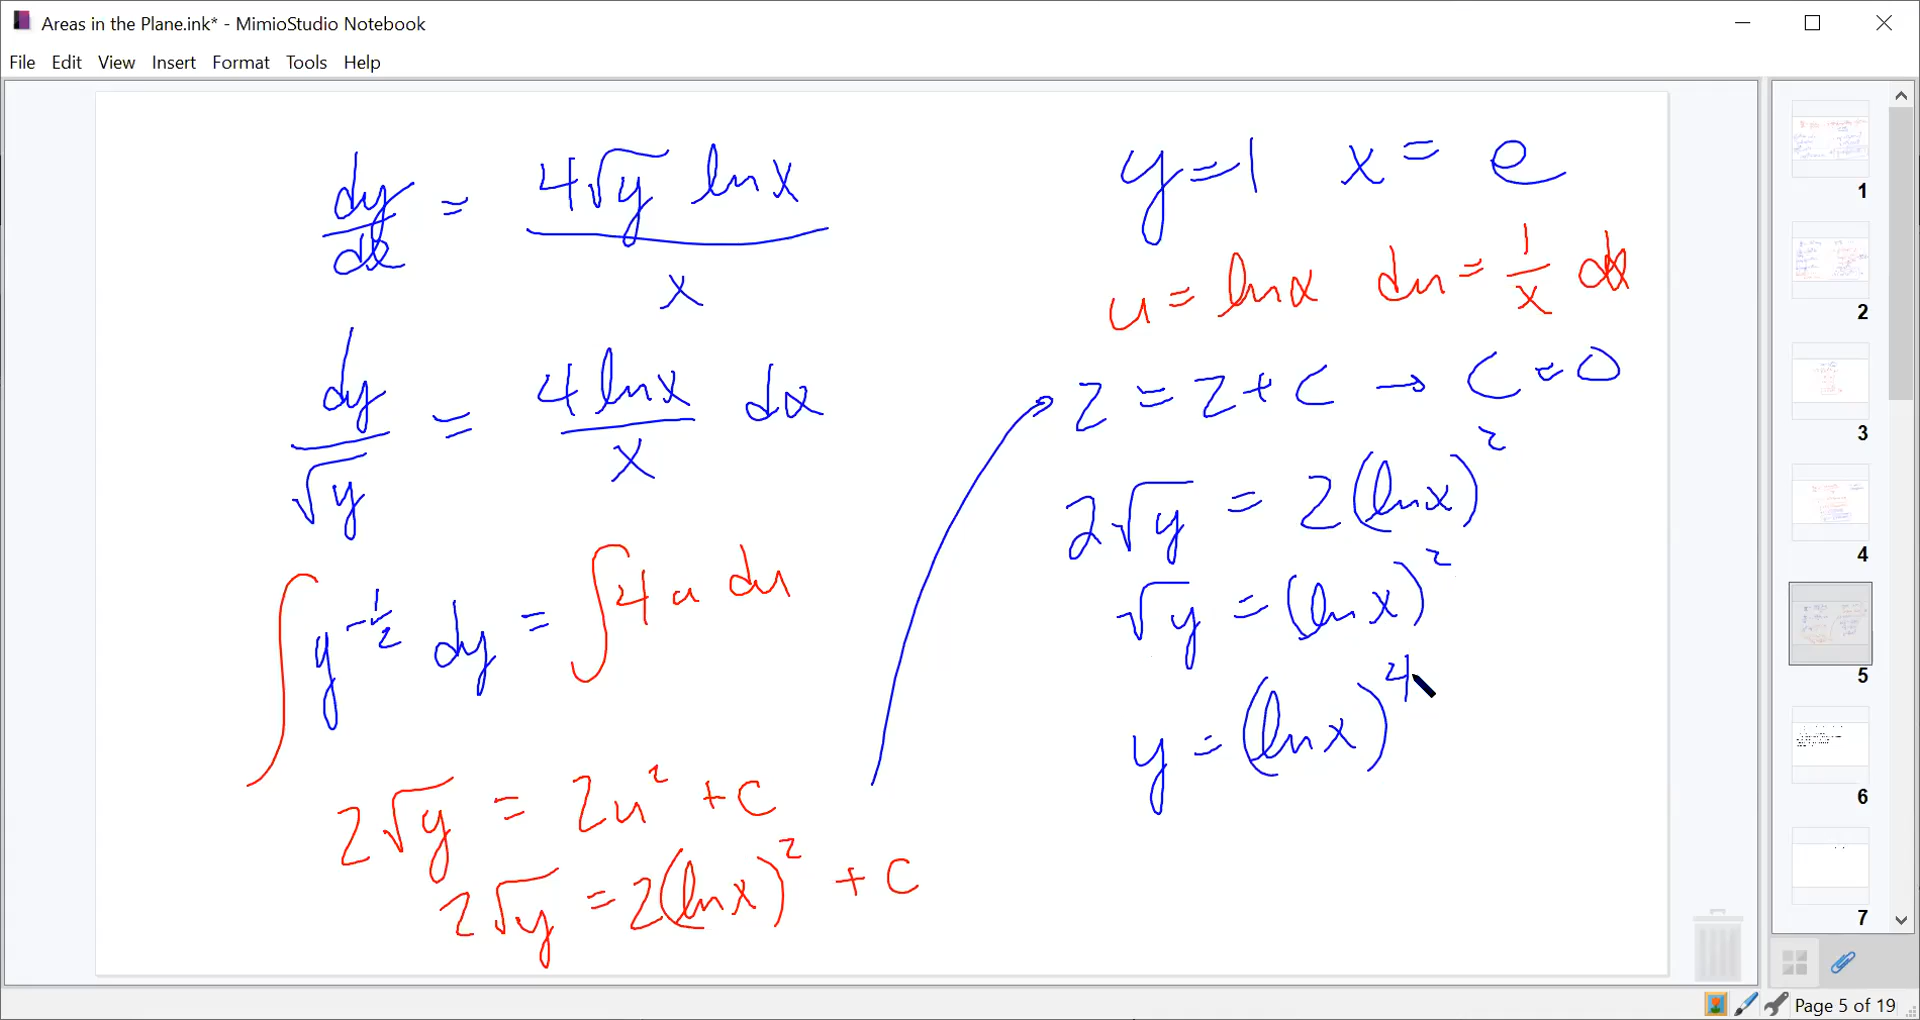 Areas in the Plane.ink* - MimioStudio Notebook
File Edit View Insert Format Tools Help
dy/dx = 4√y ln x / x
dy/√y = 4 ln x / x dx
∫ y^(-1/2) dy = ∫ 4u du
2√y = 2u² + C
2√y = 2(ln x)² + C
y = 1 x = e
u = ln x du = 1/x dx
2 = 2 + C → C = 0
2√y = 2(ln x)²
√y = (ln x)²
y = (ln x)⁴
1
2
3
4
5
6
7
Page 5 of 19